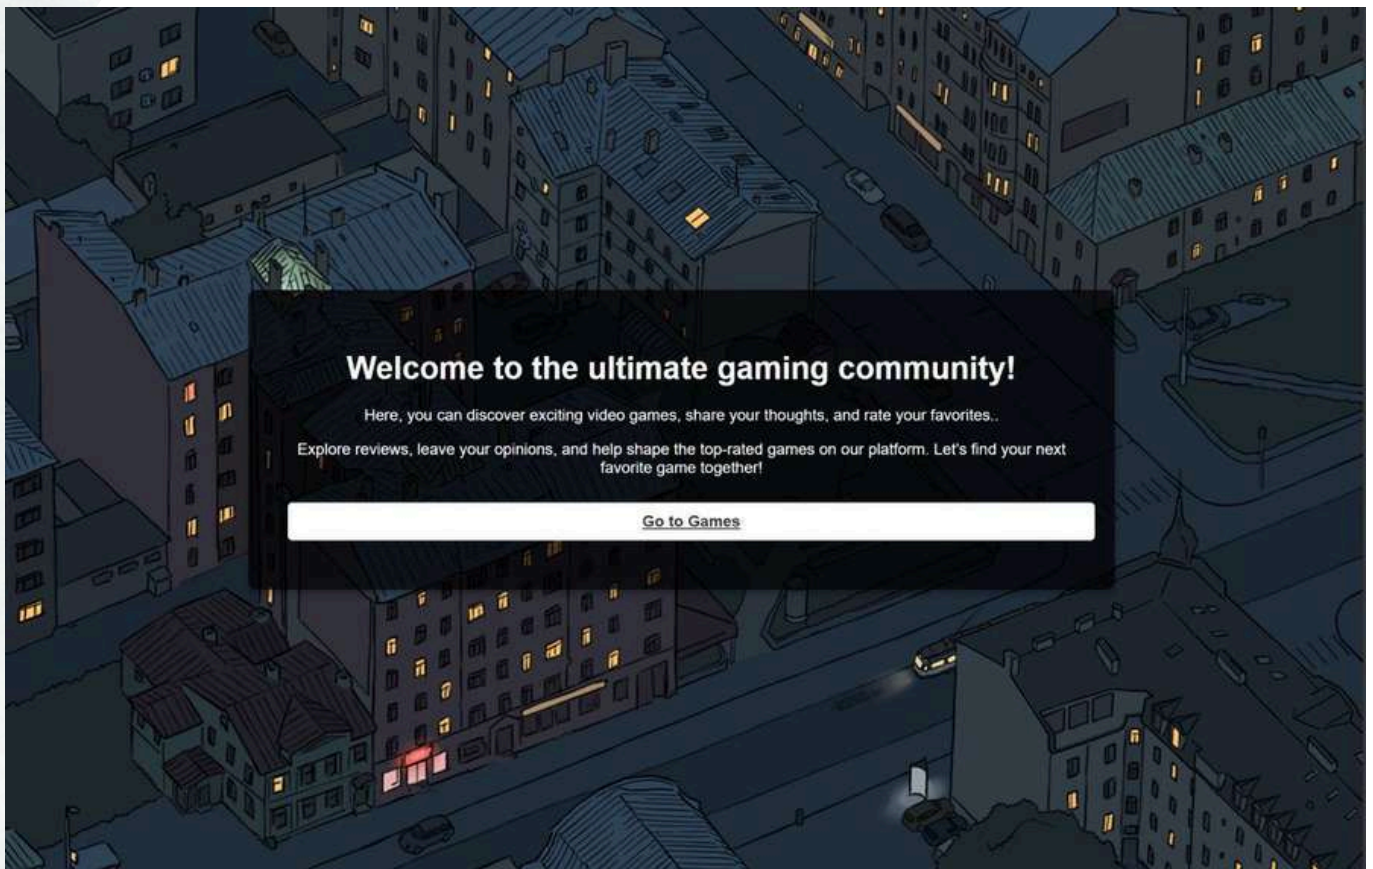 Welcome to the ultimate gaming community!
Here, you can discover exciting video games, share your thoughts, and rate your favorites..
Explore reviews, leave your opinions, and help shape the top-rated games on our platform. Let's find your next
favorite game together!
Go to Games